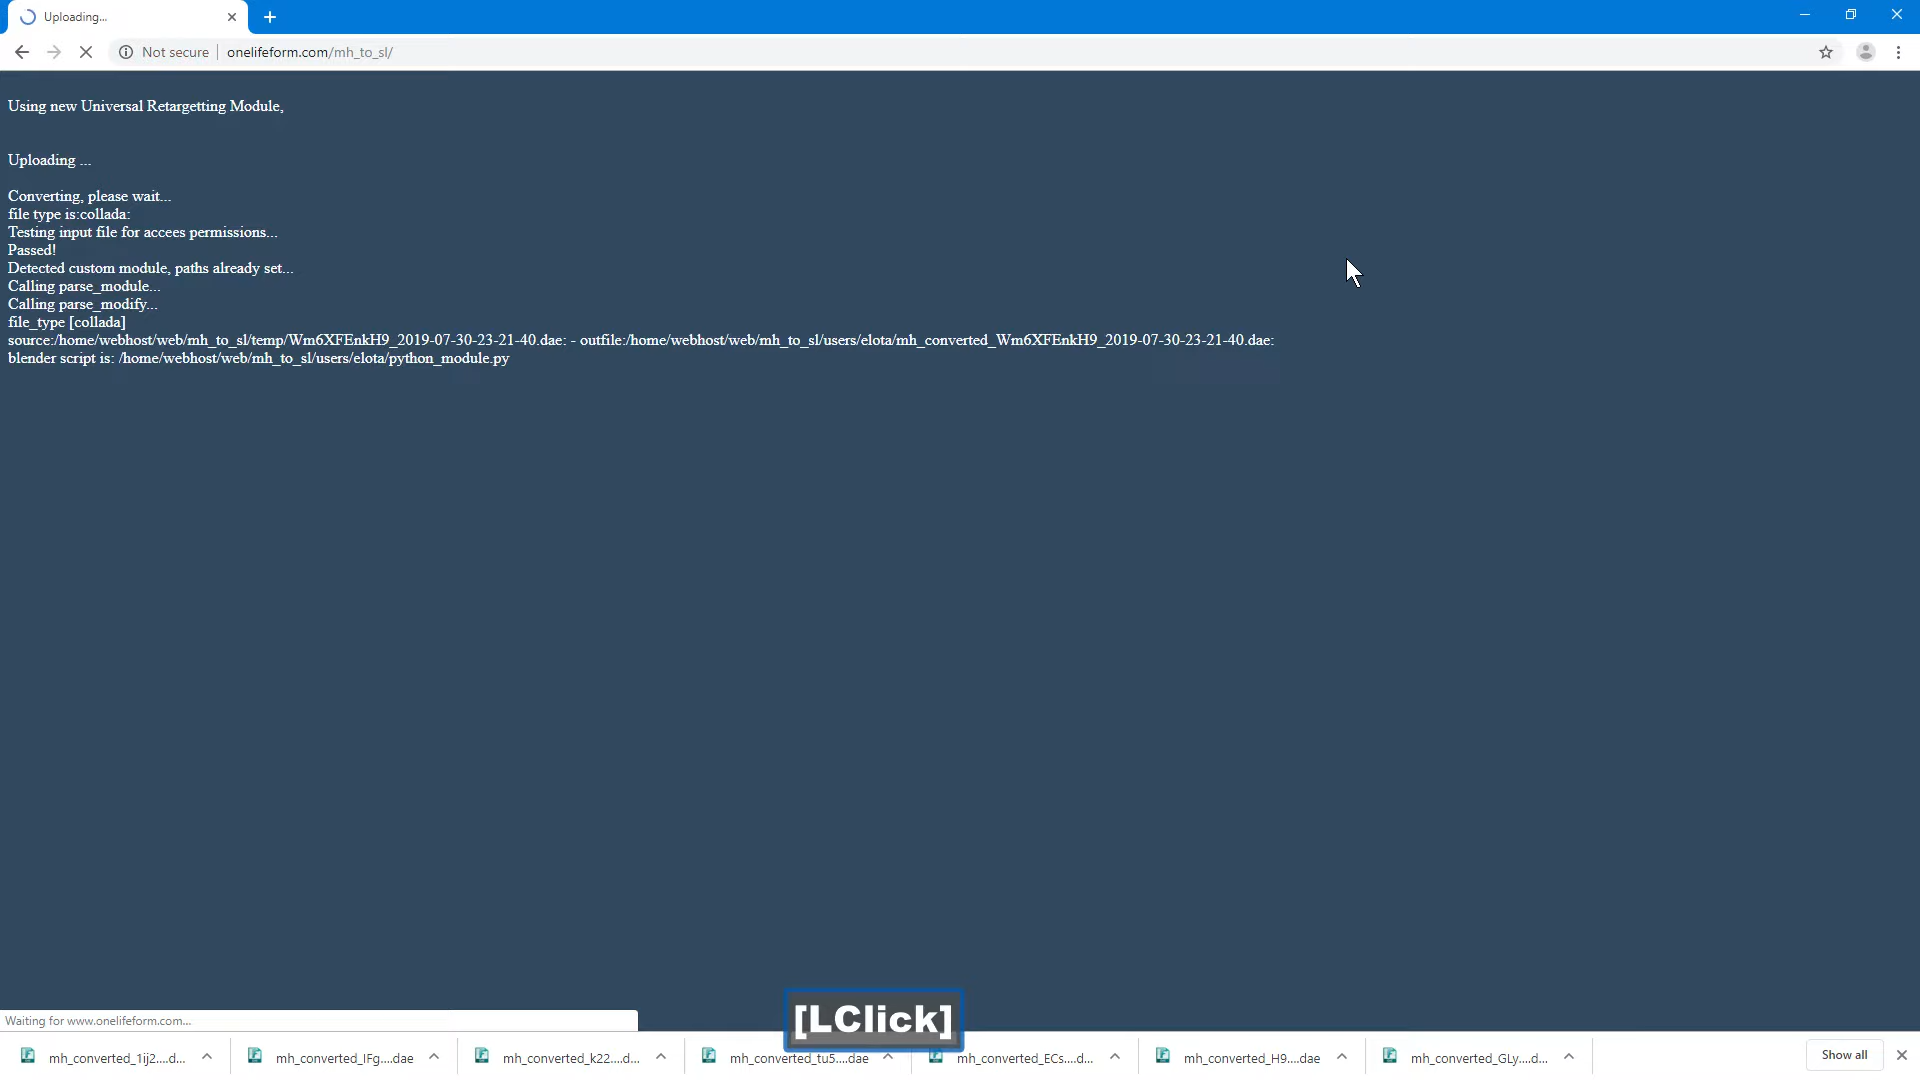 Uploading...
Not secure
onelifeform.com/mh_to_sl/
Using new Universal Retargetting Module,
Uploading ...
Converting, please wait...
file type is:collada:
Testing input file for accees permissions...
Passed!
Detected custom module, paths already set...
Calling parse_module...
Calling parse_modify...
file_type [collada]
source:/home/webhost/web/mh_to_sl/temp/Wm6XFEnkH9_2019-07-30-23-21-40.dae: - outfile:/home/webhost/web/mh_to_sl/users/elota/mh_converted_Wm6XFEnkH9_2019-07-30-23-21-40.dae:
blender script is: /home/webhost/web/mh_to_sl/users/elota/python_module.py
[LClick]
Waiting for www.onelifeform.com...
mh_converted_1ij2....d...
mh_converted_IFg....dae
mh_converted_k22....d...
mh_converted_tu5....dae
mh_converted_ECs....d...
mh_converted_H9....dae
mh_converted_GLy....d...
Show all